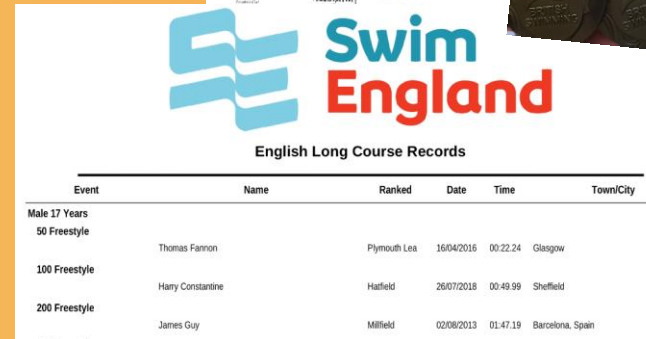 Swim
England
English Long Course Records
Event Name Ranked Date Time Town/City
Male 17 Years
50 Freestyle
Thomas Fannon Plymouth Lea 16/04/2016 00:22.24 Glasgow
100 Freestyle
Harry Constantine Hatfield 26/07/2018 00:49.99 Sheffield
200 Freestyle
James Guy Millfield 02/08/2013 01:47.19 Barcelona, Spain